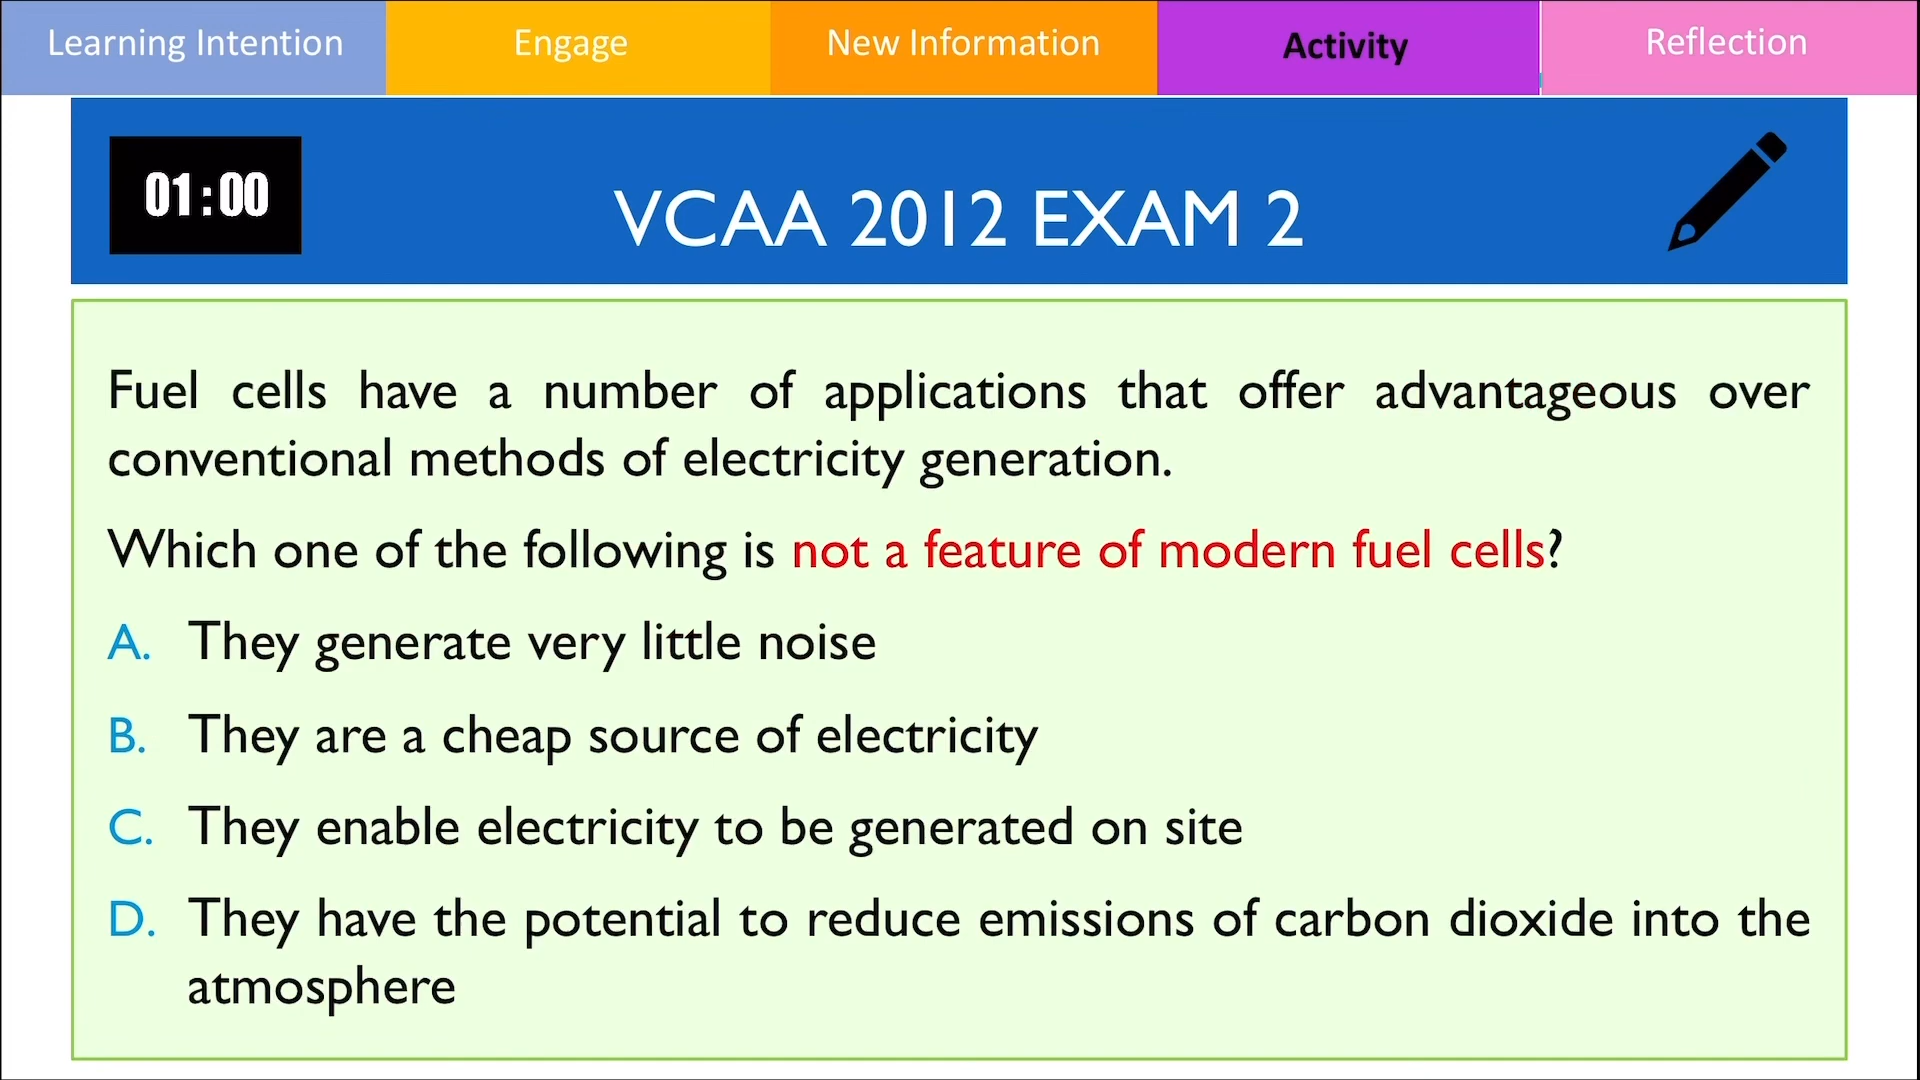 Learning Intention
Engage
New Information
Activity
Reflection
01:00
VCAA 2012 EXAM 2
Fuel cells have a number of applications that offer advantageous over
conventional methods of electricity generation.
Which one of the following is not a feature of modern fuel cells?
A. They generate very little noise
B. They are a cheap source of electricity
C. They enable electricity to be generated on site
D. They have the potential to reduce emissions of carbon dioxide into the
atmosphere